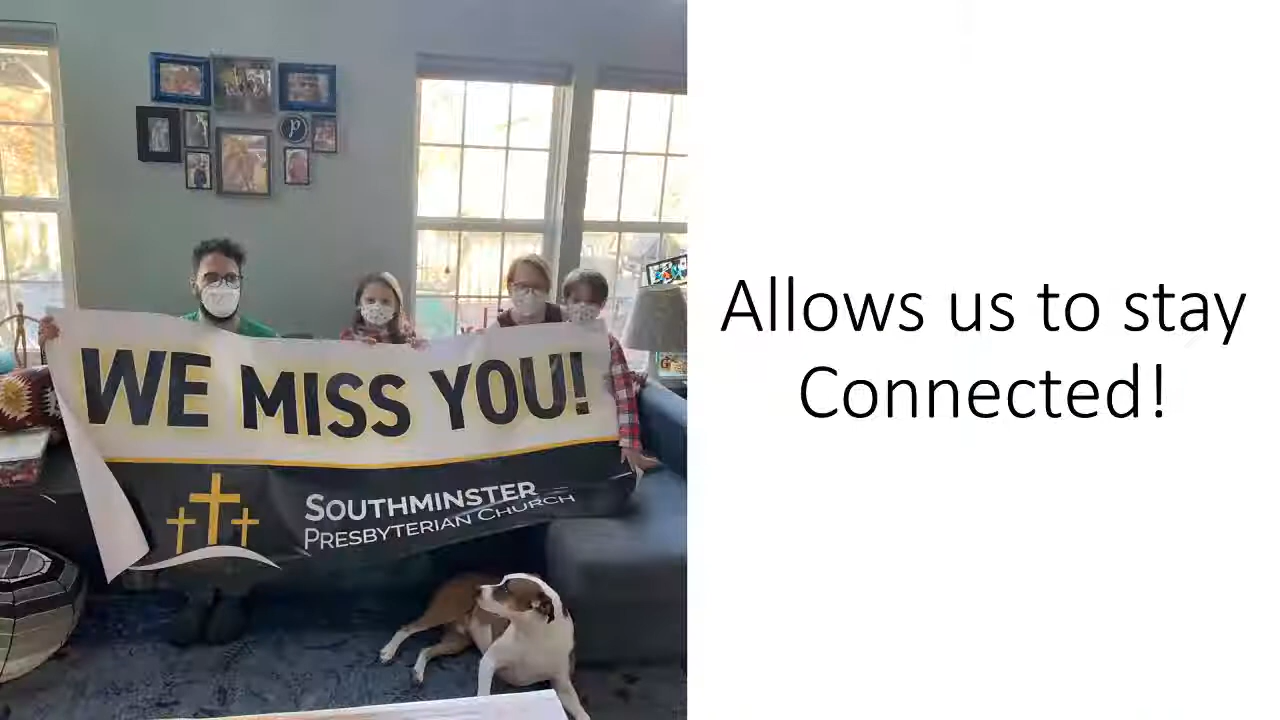 WE MISS YOU!
SOUTHMINSTER
PRESBYTERIAN CHURCH
Allows us to stay
Connected!